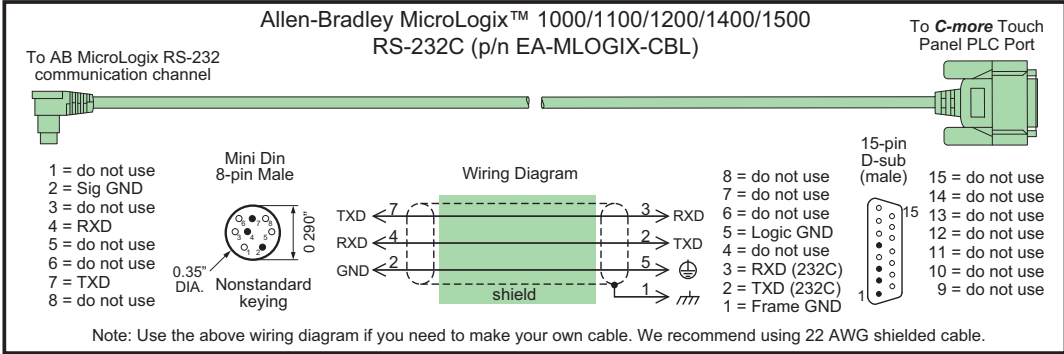 Allen-Bradley MicroLogix™ 1000/1100/1200/1400/1500
RS-232C (p/n EA-MLOGIX-CBL)
To AB MicroLogix RS-232
communication channel
To C-more Touch
Panel PLC Port
1 = do not use
2 = Sig GND
3 = do not use
4 = RXD
5 = do not use
6 = do not use
7 = TXD
8 = do not use
Mini Din
8-pin Male
6 7 8
3 4 5
1 2
0.290"
0.35"
DIA.
Nonstandard
keying
Wiring Diagram
TXD 7 3 RXD
RXD 4 2 TXD
GND 2 5
1
shield
8 = do not use
7 = do not use
6 = do not use
5 = Logic GND
4 = do not use
3 = RXD (232C)
2 = TXD (232C)
1 = Frame GND
15-pin
D-sub
(male)
15
1
15 = do not use
14 = do not use
13 = do not use
12 = do not use
11 = do not use
10 = do not use
9 = do not use
Note: Use the above wiring diagram if you need to make your own cable. We recommend using 22 AWG shielded cable.